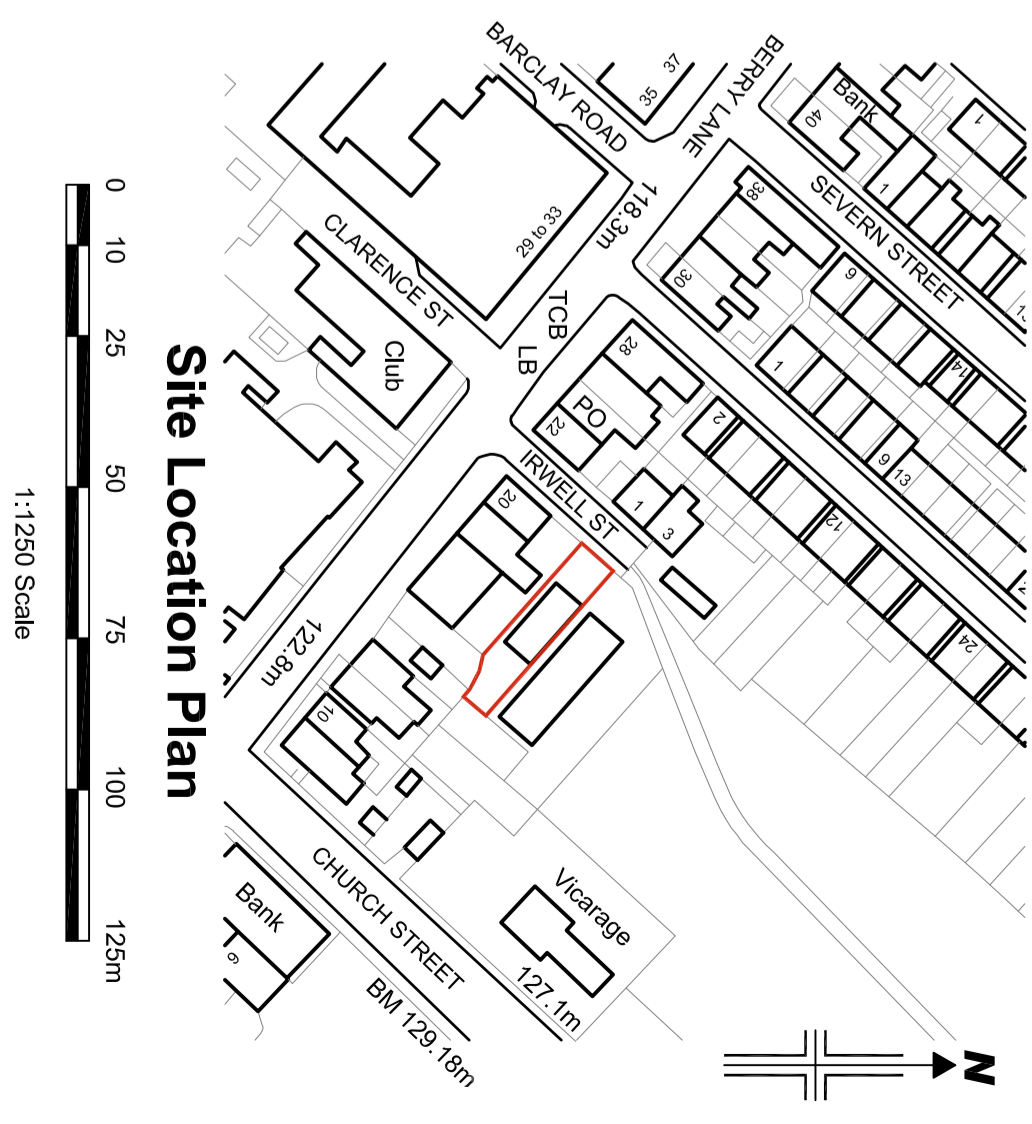 BARCLAY ROAD
35 37
BERRY LANE
Bank
40
1
1
SEVERN STREET
38
30
118.3m
29 to 33
CLARENCE ST
TCB
LB
Club
28
PO
22
9
14
1
9
13
2
12
24
IRWELL ST
1
3
20
122.8m
10
CHURCH STREET
Vicarage
127.1m
Bank
9
BM 129.18m
N
Site Location Plan
0 10 25 50 75 100 125m
1:1250 Scale